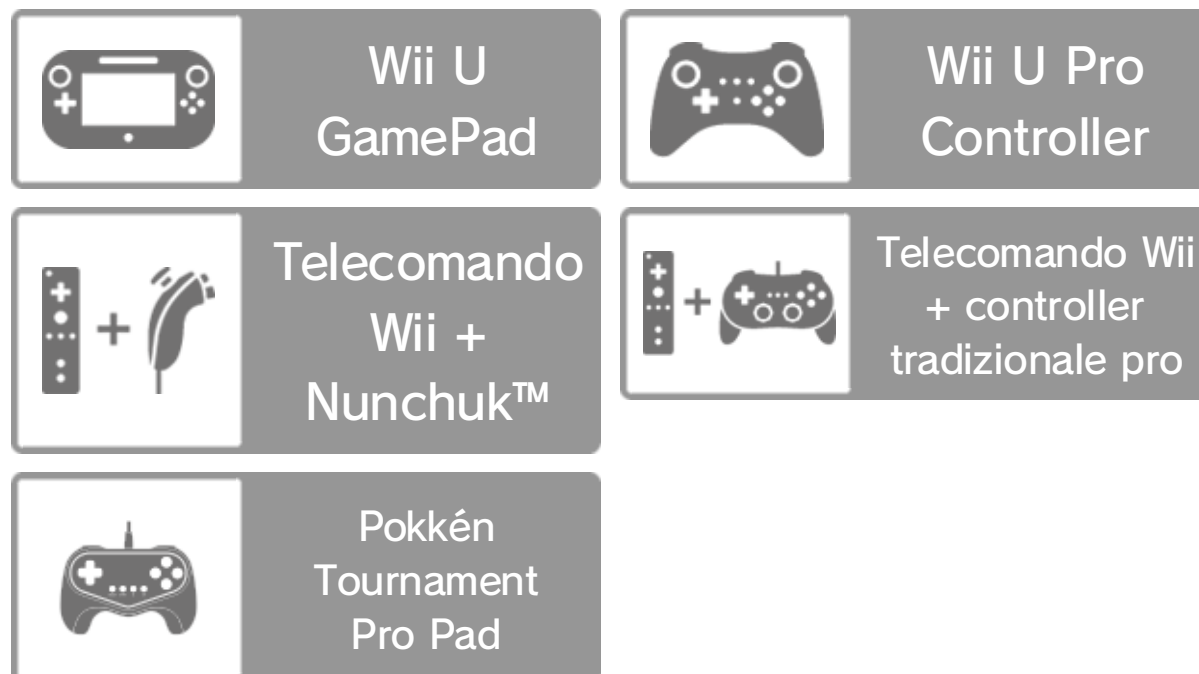 Wii U
GamePad
Wii U Pro
Controller
Telecomando
Wii +
Nunchuk™
Telecomando Wii
+ controller
tradizionale pro
Pokkén
Tournament
Pro Pad